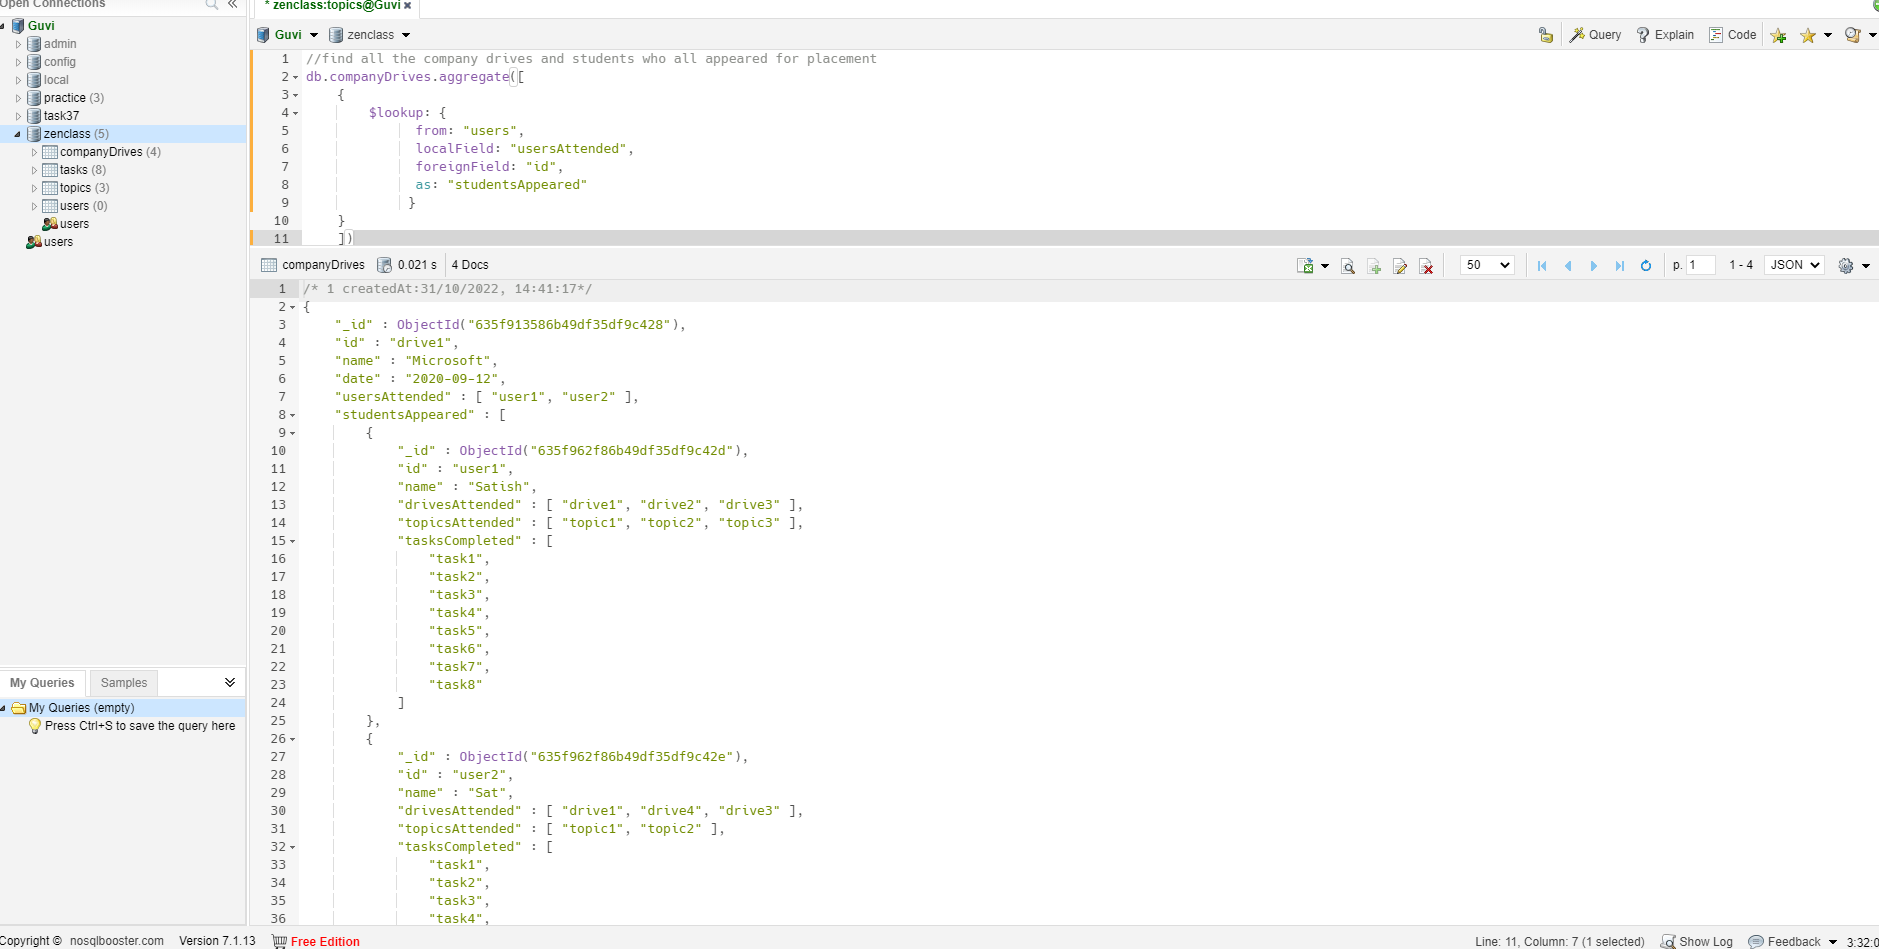 Open Connections
Guvi
admin
config
local
practice (3)
task37
zenclass (5)
companyDrives (4)
tasks (8)
topics (3)
users (0)
users
users
My Queries Samples
My Queries (empty)
Press Ctrl+S to save the query here
* zenclass:topics@Guvi
Guvi zenclass Query Explain Code
1 //find all the company drives and students who all appeared for placement
2 db.companyDrives.aggregate([
3 {
4 $lookup: {
5 from: "users",
6 localField: "usersAttended",
7 foreignField: "id",
8 as: "studentsAppeared"
9 }
10 }
11 ])
companyDrives 0.021 s 4 Docs 50 p. 1 1 - 4 JSON
1 /* 1 createdAt:31/10/2022, 14:41:17*/
2 {
3 "_id" : ObjectId("635f913586b49df35df9c428"),
4 "id" : "drive1",
5 "name" : "Microsoft",
6 "date" : "2020-09-12",
7 "usersAttended" : [ "user1", "user2" ],
8 "studentsAppeared" : [
9 {
10 "_id" : ObjectId("635f962f86b49df35df9c42d"),
11 "id" : "user1",
12 "name" : "Satish",
13 "drivesAttended" : [ "drive1", "drive2", "drive3" ],
14 "topicsAttended" : [ "topic1", "topic2", "topic3" ],
15 "tasksCompleted" : [
16 "task1",
17 "task2",
18 "task3",
19 "task4",
20 "task5",
21 "task6",
22 "task7",
23 "task8"
24 ]
25 },
26 {
27 "_id" : ObjectId("635f962f86b49df35df9c42e"),
28 "id" : "user2",
29 "name" : "Sat",
30 "drivesAttended" : [ "drive1", "drive4", "drive3" ],
31 "topicsAttended" : [ "topic1", "topic2" ],
32 "tasksCompleted" : [
33 "task1",
34 "task2",
35 "task3",
36 "task4",
Copyright © nosqlbooster.com Version 7.1.13 Free Edition Line: 11, Column: 7 (1 selected) Show Log Feedback 3:32:0